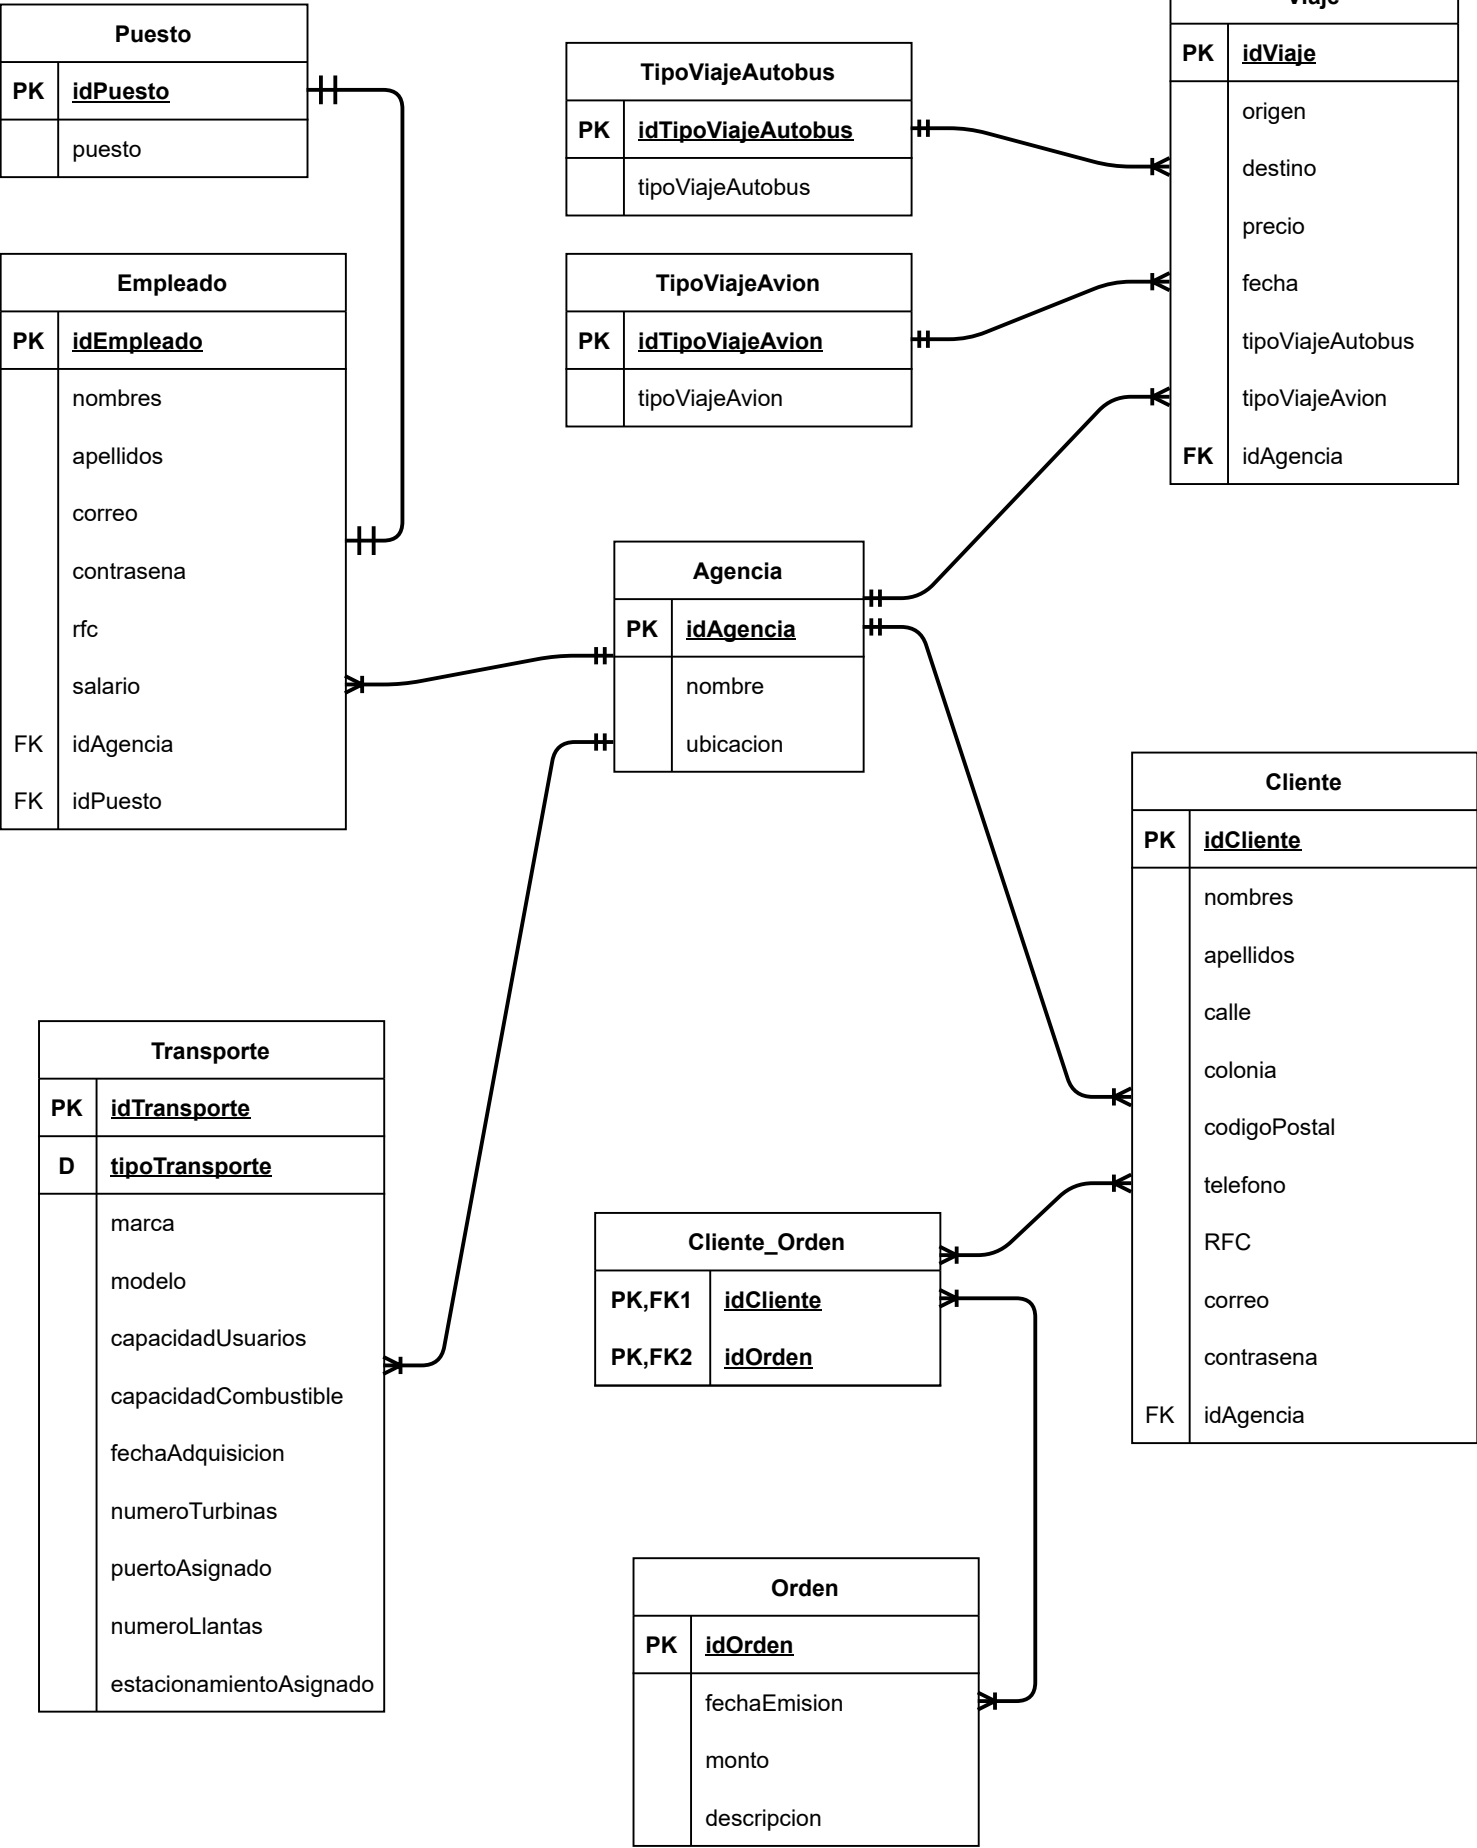 Puesto
PK idPuesto
puesto
Empleado
PK idEmpleado
nombres
apellidos
correo
contrasena
rfc
salario
FK idAgencia
FK idPuesto
TipoViajeAutobus
PK idTipoViajeAutobus
tipoViajeAutobus
TipoViajeAvion
PK idTipoViajeAvion
tipoViajeAvion
Viaje
PK idViaje
origen
destino
precio
fecha
tipoViajeAutobus
tipoViajeAvion
FK idAgencia
Agencia
PK idAgencia
nombre
ubicacion
Cliente
PK idCliente
nombres
apellidos
calle
colonia
codigoPostal
telefono
RFC
correo
contrasena
FK idAgencia
Transporte
PK idTransporte
D tipoTransporte
marca
modelo
capacidadUsuarios
capacidadCombustible
fechaAdquisicion
numeroTurbinas
puertoAsignado
numeroLlantas
estacionamientoAsignado
Cliente_Orden
PK,FK1 idCliente
PK,FK2 idOrden
Orden
PK idOrden
fechaEmision
monto
descripcion